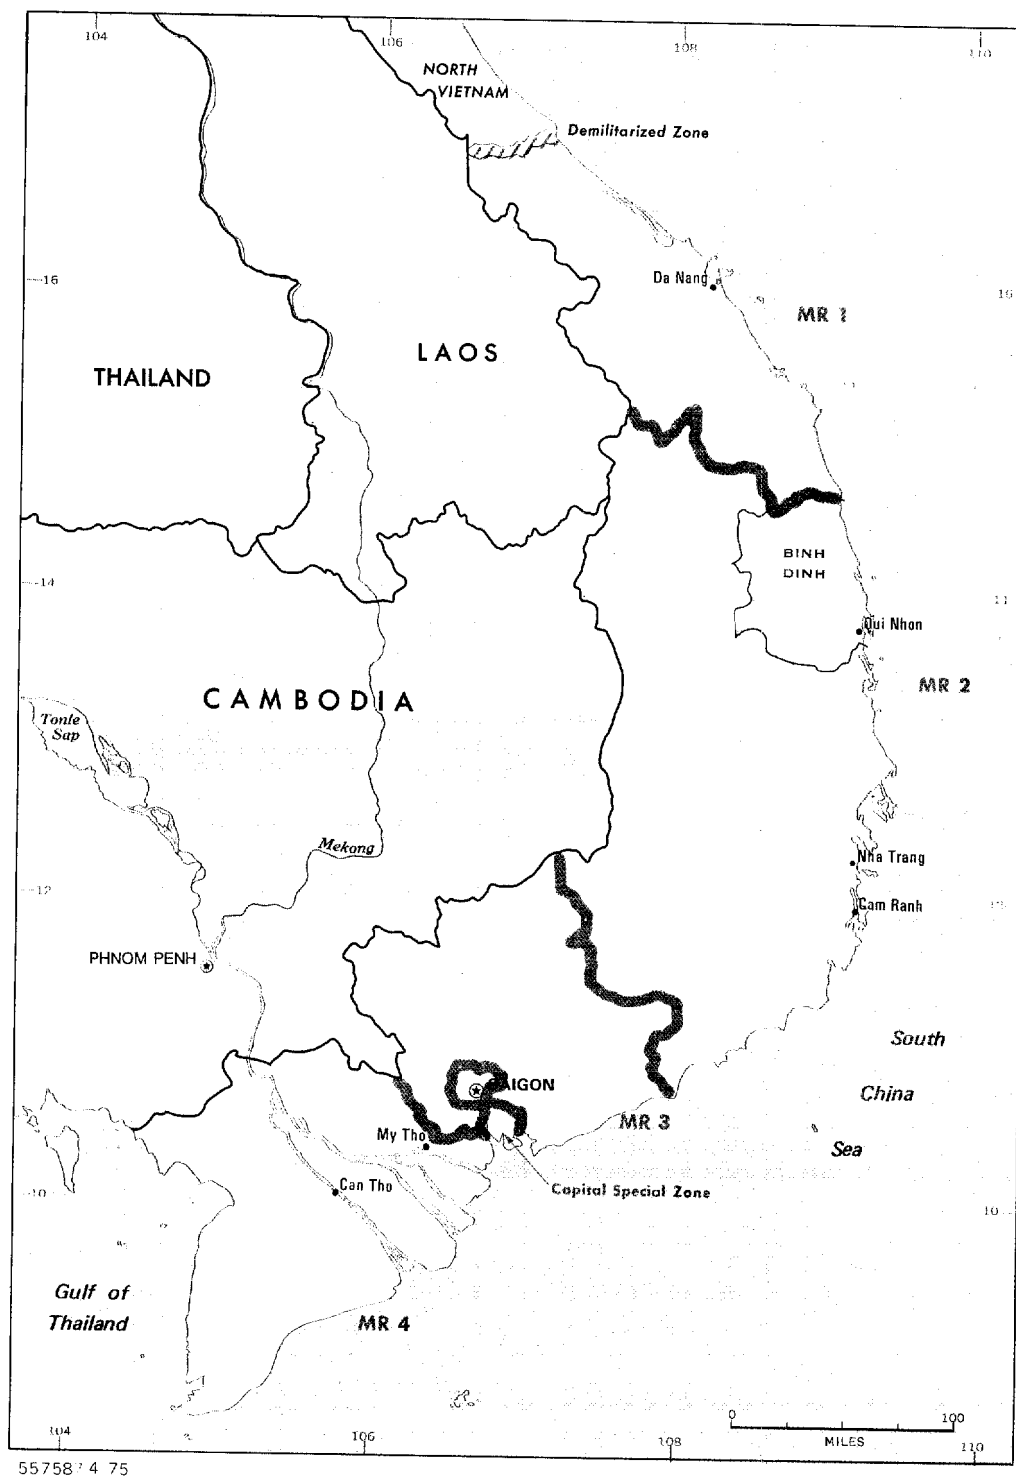 104
106
108
110
NORTH
VIETNAM
Demilitarized Zone
16
Da Nang
16
MR 1
LAOS
THAILAND
BINH
DINH
14
Qui Nhon
MR 2
CAMBODIA
Tonle
Sap
Mekong
Nha Trang
12
Cam Ranh
PHNOM PENH
South
China
Sea
SAIGON
MR 3
My Tho
Can Tho
Capital Special Zone
10
10
Gulf of
Thailand
MR 4
0
100
MILES
104
106
108
110
55758 4 75